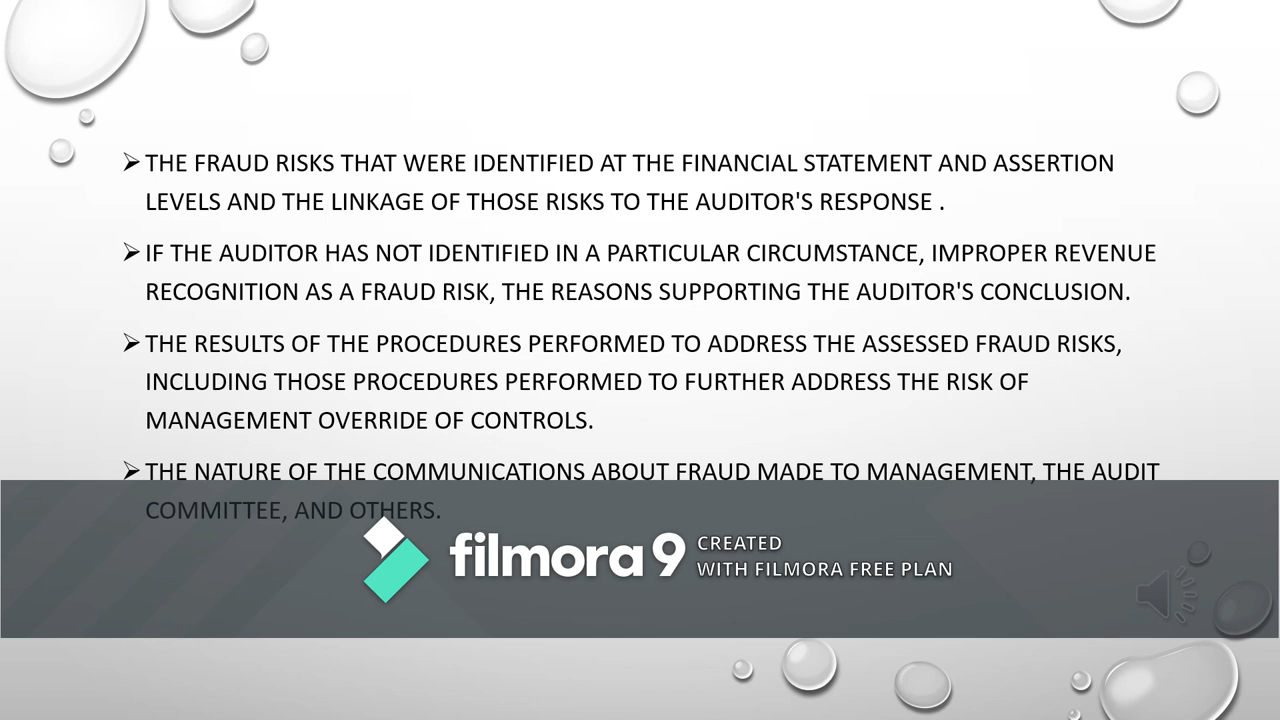 THE FRAUD RISKS THAT WERE IDENTIFIED AT THE FINANCIAL STATEMENT AND ASSERTION
LEVELS AND THE LINKAGE OF THOSE RISKS TO THE AUDITOR'S RESPONSE .
IF THE AUDITOR HAS NOT IDENTIFIED IN A PARTICULAR CIRCUMSTANCE, IMPROPER REVENUE
RECOGNITION AS A FRAUD RISK, THE REASONS SUPPORTING THE AUDITOR'S CONCLUSION.
THE RESULTS OF THE PROCEDURES PERFORMED TO ADDRESS THE ASSESSED FRAUD RISKS,
INCLUDING THOSE PROCEDURES PERFORMED TO FURTHER ADDRESS THE RISK OF
MANAGEMENT OVERRIDE OF CONTROLS.
THE NATURE OF THE COMMUNICATIONS ABOUT FRAUD MADE TO MANAGEMENT, THE AUDIT
COMMITTEE, AND OTHERS.
filmora 9
CREATED
WITH FILMORA FREE PLAN